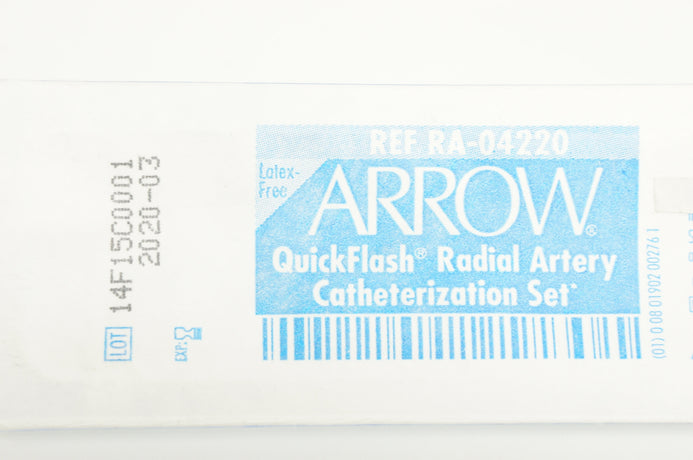 REF RA-04220
Latex-
Free
ARROW®
QuickFlash® Radial Artery
Catheterization Set*
(01) 0 08 01902 00276 1
LOT 14F15C0001
EXP: 2020-03